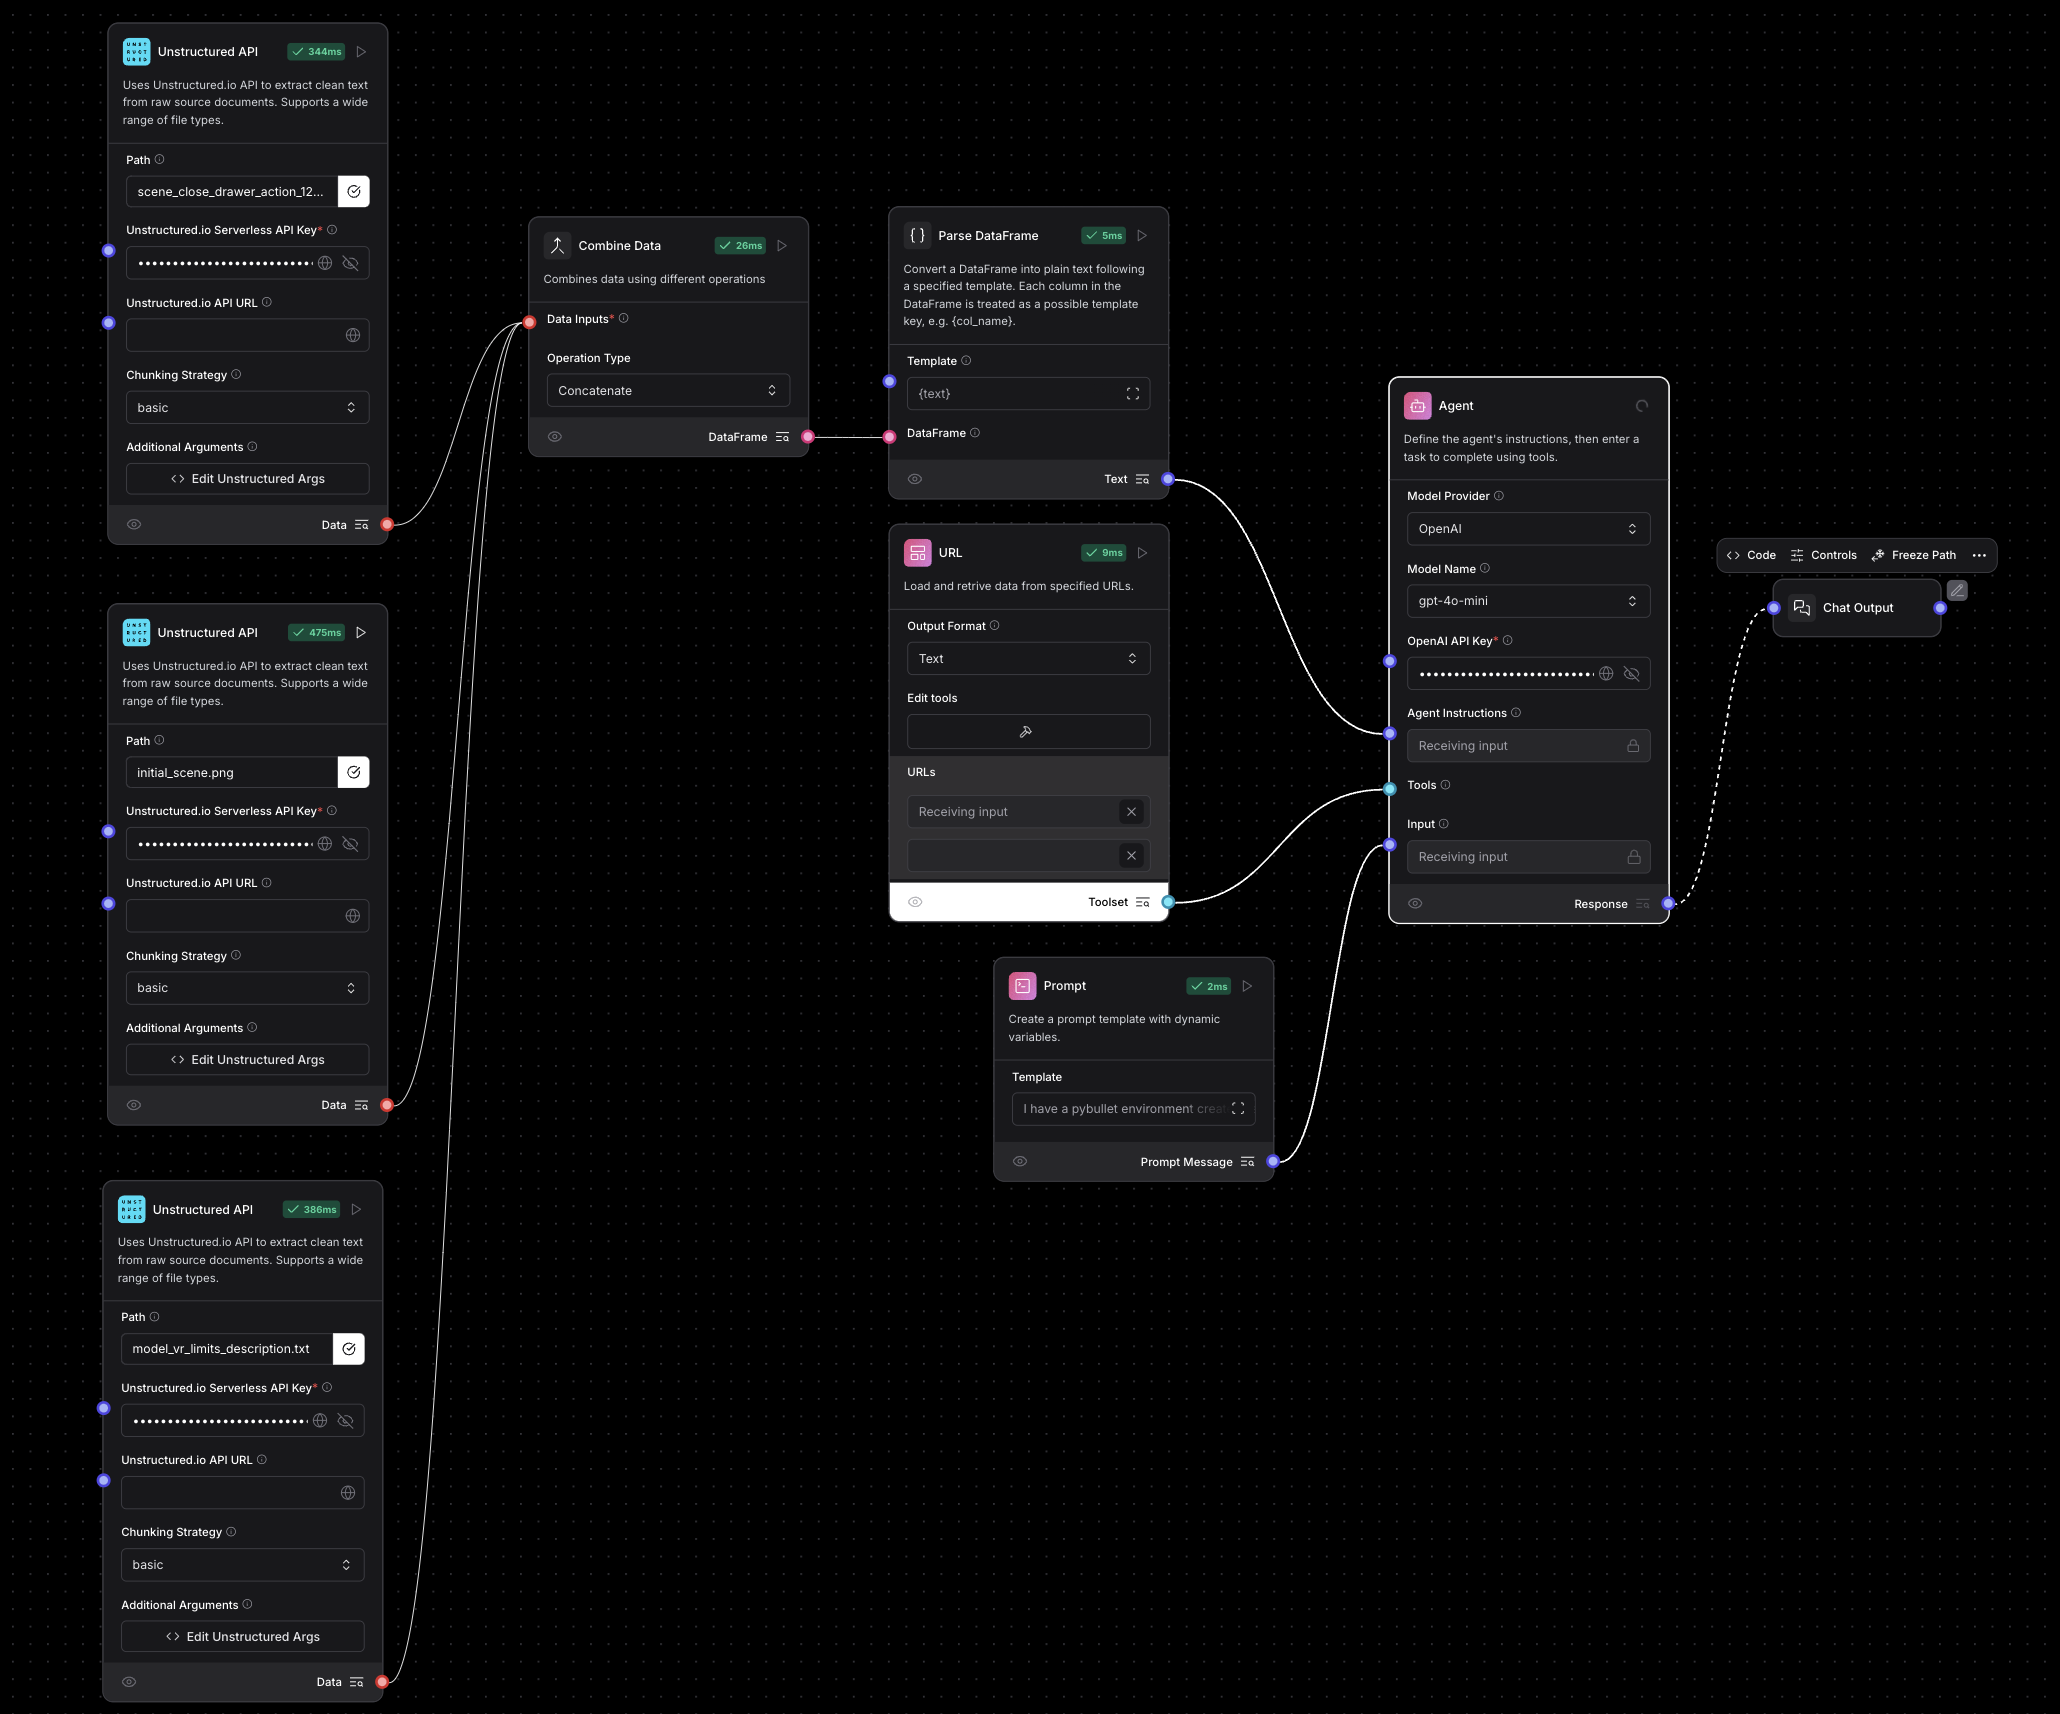 Unstructured API
344ms
Uses Unstructured.io API to extract clean text
from raw source documents. Supports a wide
range of file types.
Path
scene_close_drawer_action_12...
Unstructured.io Serverless API Key*
••••••••••••••••••••••••••
Unstructured.io API URL
Chunking Strategy
basic
Additional Arguments
Edit Unstructured Args
Data
Unstructured API
475ms
Uses Unstructured.io API to extract clean text
from raw source documents. Supports a wide
range of file types.
Path
initial_scene.png
Unstructured.io Serverless API Key*
••••••••••••••••••••••••••
Unstructured.io API URL
Chunking Strategy
basic
Additional Arguments
Edit Unstructured Args
Data
Unstructured API
386ms
Uses Unstructured.io API to extract clean text
from raw source documents. Supports a wide
range of file types.
Path
model_vr_limits_description.txt
Unstructured.io Serverless API Key*
••••••••••••••••••••••••••
Unstructured.io API URL
Chunking Strategy
basic
Additional Arguments
Edit Unstructured Args
Data
Combine Data
26ms
Combines data using different operations
Data Inputs*
Operation Type
Concatenate
DataFrame
Parse DataFrame
5ms
Convert a DataFrame into plain text following
a specified template. Each column in the
DataFrame is treated as a possible template
key, e.g. {col_name}.
Template
{text}
DataFrame
Text
URL
9ms
Load and retrive data from specified URLs.
Output Format
Text
Edit tools
URLs
Receiving input
Toolset
Prompt
2ms
Create a prompt template with dynamic
variables.
Template
I have a pybullet environment creat
Prompt Message
Agent
Define the agent's instructions, then enter a
task to complete using tools.
Model Provider
OpenAI
Model Name
gpt-4o-mini
OpenAI API Key*
••••••••••••••••••••••••••
Agent Instructions
Receiving input
Tools
Input
Receiving input
Response
Code
Controls
Freeze Path
Chat Output